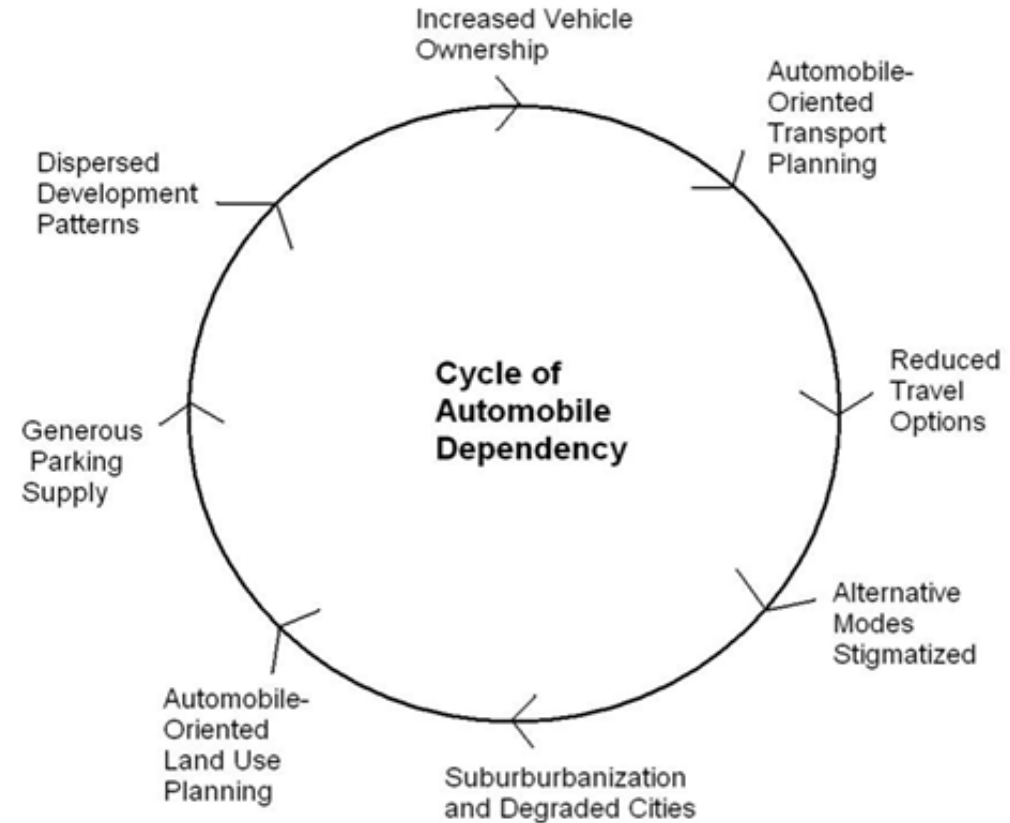 Increased Vehicle
Ownership
Automobile-
Oriented
Transport
Planning
Reduced
Travel
Options
Alternative
Modes
Stigmatized
Suburburbanization
and Degraded Cities
Automobile-
Oriented
Land Use
Planning
Generous
Parking
Supply
Dispersed
Development
Patterns
Cycle of
Automobile
Dependency